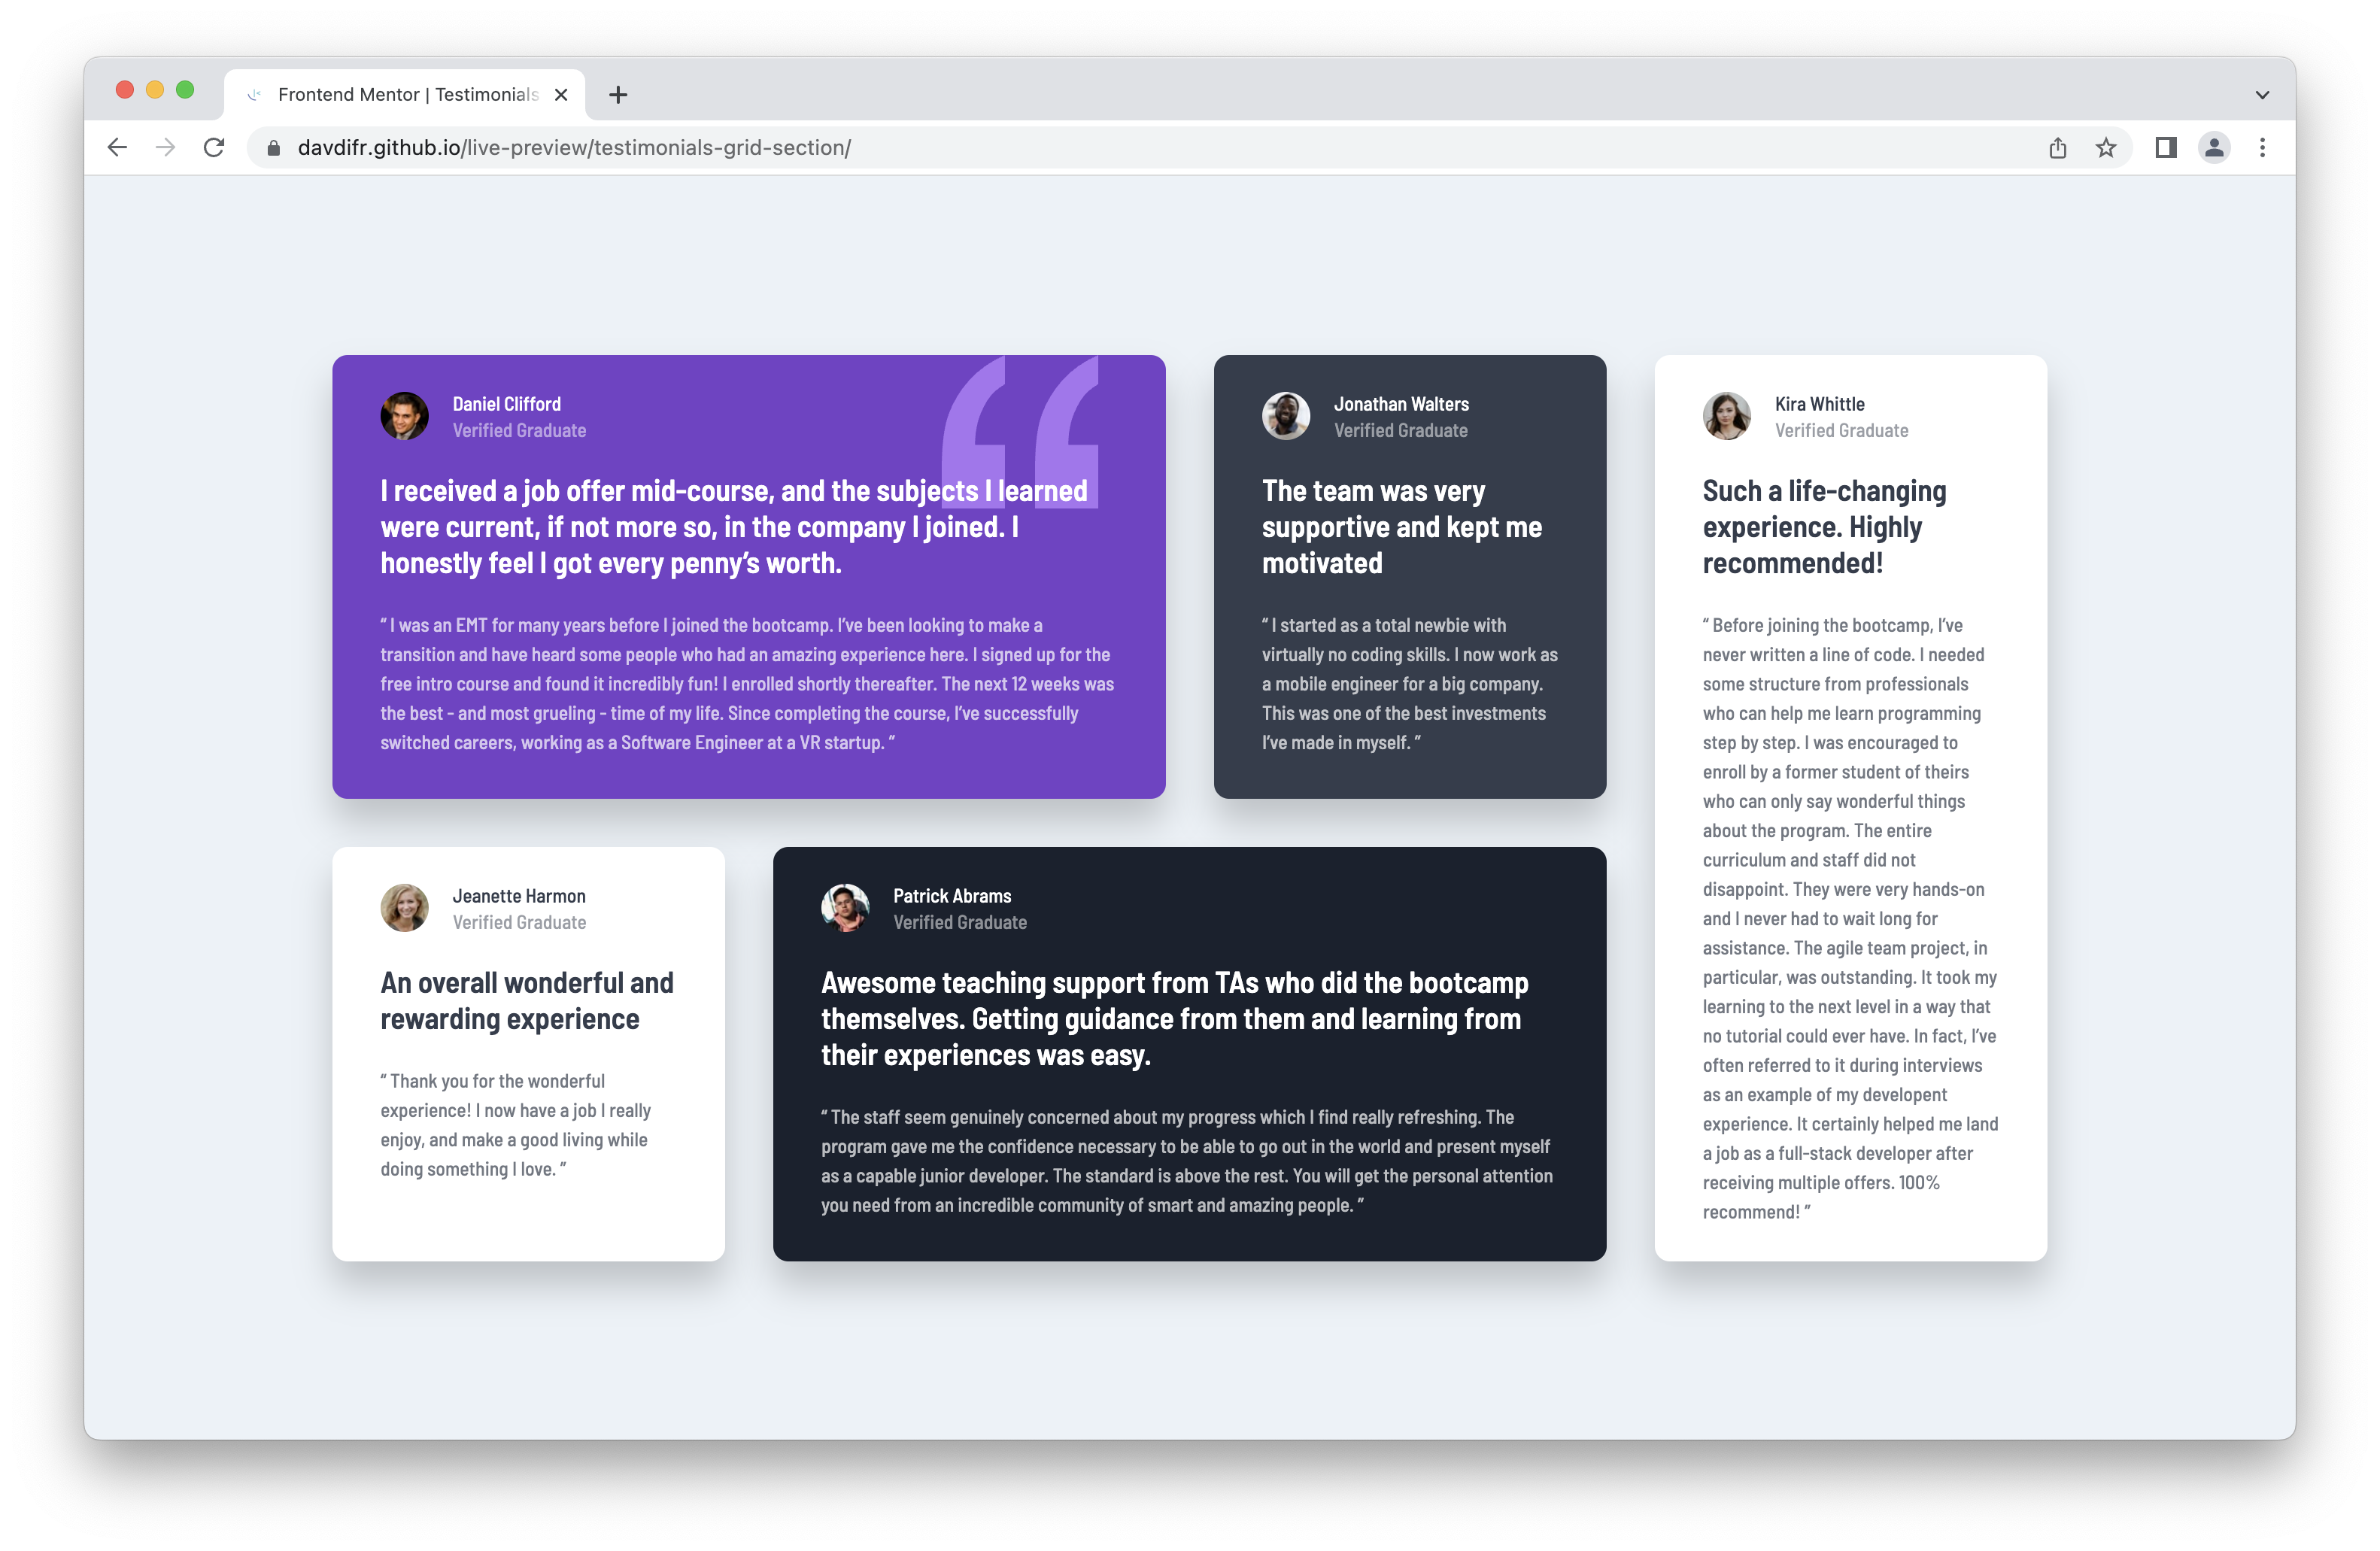 Frontend Mentor | Testimonials
davdifr.github.io/live-preview/testimonials-grid-section/
Daniel Clifford
Verified Graduate
I received a job offer mid-course, and the subjects I learned
were current, if not more so, in the company I joined. I
honestly feel I got every penny’s worth.
“ I was an EMT for many years before I joined the bootcamp. I’ve been looking to make a
transition and have heard some people who had an amazing experience here. I signed up for the
free intro course and found it incredibly fun! I enrolled shortly thereafter. The next 12 weeks was
the best - and most grueling - time of my life. Since completing the course, I’ve successfully
switched careers, working as a Software Engineer at a VR startup. ”
Jonathan Walters
Verified Graduate
The team was very
supportive and kept me
motivated
“ I started as a total newbie with
virtually no coding skills. I now work as
a mobile engineer for a big company.
This was one of the best investments
I’ve made in myself. ”
Kira Whittle
Verified Graduate
Such a life-changing
experience. Highly
recommended!
“ Before joining the bootcamp, I’ve
never written a line of code. I needed
some structure from professionals
who can help me learn programming
step by step. I was encouraged to
enroll by a former student of theirs
who can only say wonderful things
about the program. The entire
curriculum and staff did not
disappoint. They were very hands-on
and I never had to wait long for
assistance. The agile team project, in
particular, was outstanding. It took my
learning to the next level in a way that
no tutorial could ever have. In fact, I’ve
often referred to it during interviews
as an example of my developent
experience. It certainly helped me land
a job as a full-stack developer after
receiving multiple offers. 100%
recommend! ”
Jeanette Harmon
Verified Graduate
An overall wonderful and
rewarding experience
“ Thank you for the wonderful
experience! I now have a job I really
enjoy, and make a good living while
doing something I love. ”
Patrick Abrams
Verified Graduate
Awesome teaching support from TAs who did the bootcamp
themselves. Getting guidance from them and learning from
their experiences was easy.
“ The staff seem genuinely concerned about my progress which I find really refreshing. The
program gave me the confidence necessary to be able to go out in the world and present myself
as a capable junior developer. The standard is above the rest. You will get the personal attention
you need from an incredible community of smart and amazing people. ”